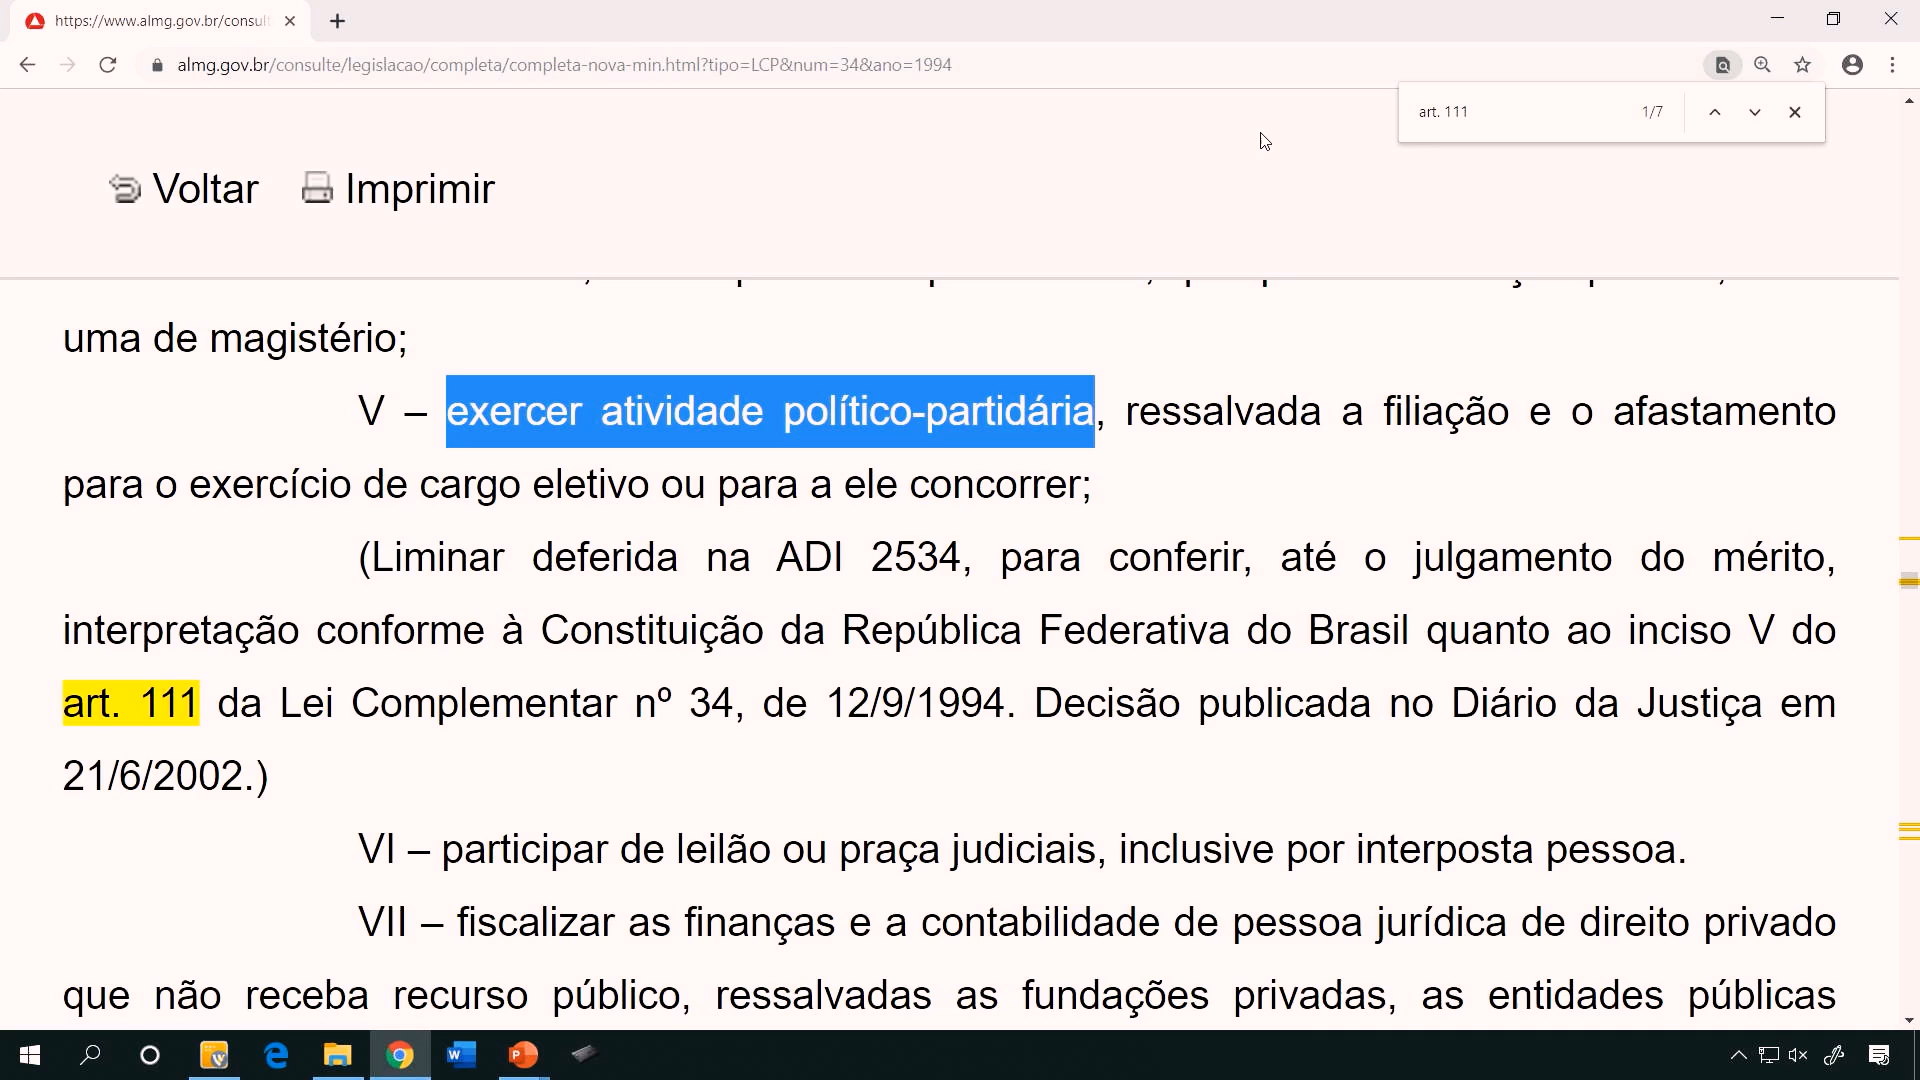 https://www.almg.gov.br/consult
almg.gov.br/consulte/legislacao/completa/completa-nova-min.html?tipo=LCP&num=34&ano=1994
art. 111 1/7
Voltar Imprimir
uma de magistério;
V – exercer atividade político-partidária, ressalvada a filiação e o afastamento
para o exercício de cargo eletivo ou para a ele concorrer;
(Liminar deferida na ADI 2534, para conferir, até o julgamento do mérito,
interpretação conforme à Constituição da República Federativa do Brasil quanto ao inciso V do
art. 111 da Lei Complementar nº 34, de 12/9/1994. Decisão publicada no Diário da Justiça em
21/6/2002.)
VI – participar de leilão ou praça judiciais, inclusive por interposta pessoa.
VII – fiscalizar as finanças e a contabilidade de pessoa jurídica de direito privado
que não receba recurso público, ressalvadas as fundações privadas, as entidades públicas